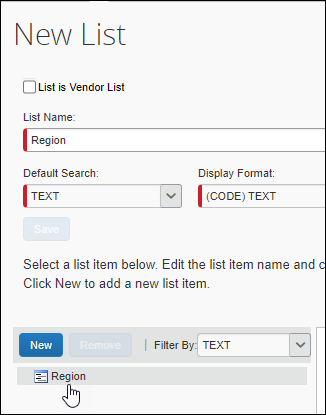 New List
List is Vendor List
List Name:
Region
Default Search:
Display Format:
TEXT
(CODE) TEXT
Save
Select a list item below. Edit the list item name and
Click New to add a new list item.
New
Remove
Filter By:
TEXT
Region